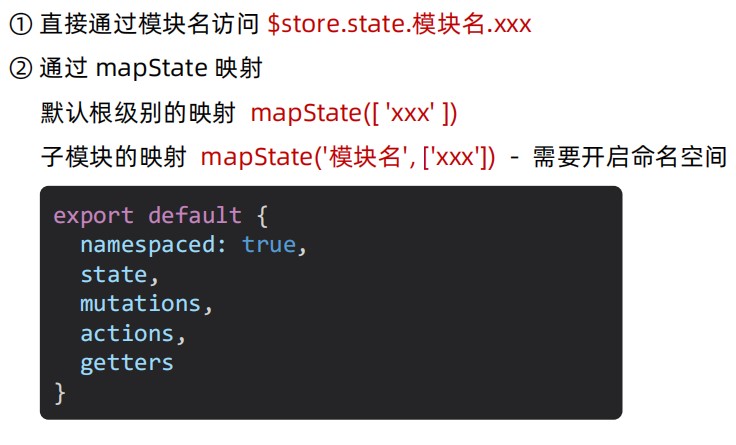 ① 直接通过模块名访问 $store.state.模块名.xxx
② 通过 mapState 映射
默认根级别的映射 mapState([ 'xxx' ])
子模块的映射 mapState('模块名', ['xxx']) - 需要开启命名空间
export default {
  namespaced: true,
  state,
  mutations,
  actions,
  getters
}